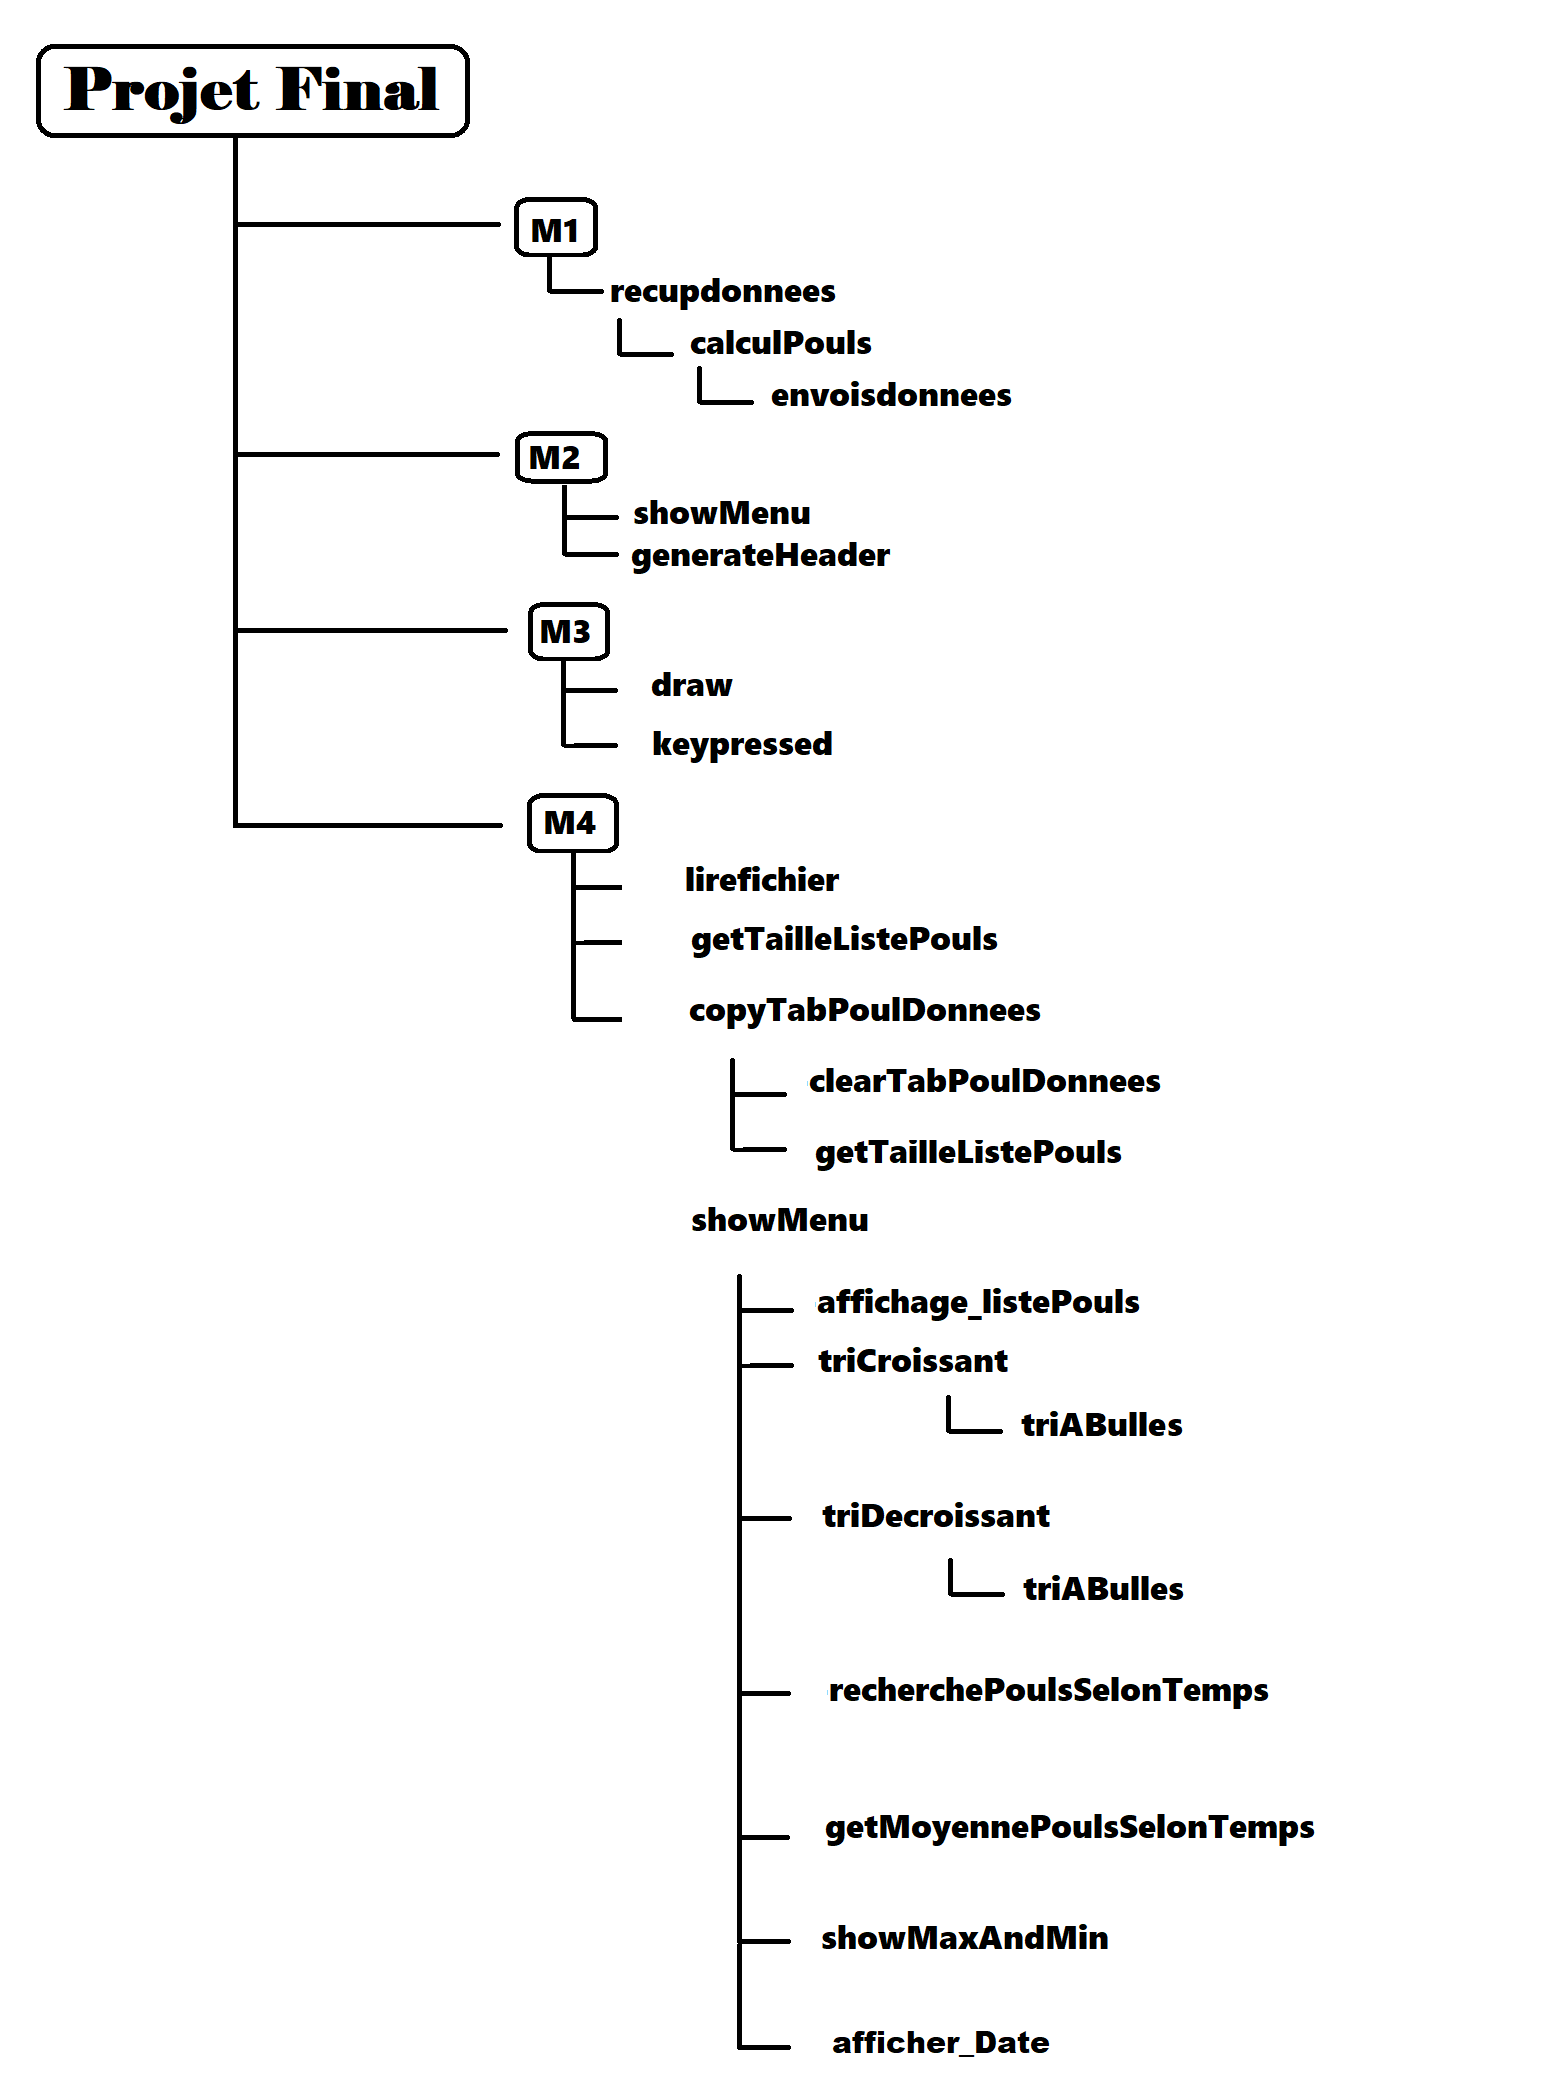 Projet Final
M1
recupdonnees
calculPouls
envoisdonnees
M2
showMenu
generateHeader
M3
draw
keypressed
M4
lirefichier
getTailleListePouls
copyTabPoulDonnees
clearTabPoulDonnees
getTailleListePouls
showMenu
affichage_listePouls
triCroissant
triABulles
triDecroissant
triABulles
recherchePoulsSelonTemps
getMoyennePoulsSelonTemps
showMaxAndMin
afficher_Date